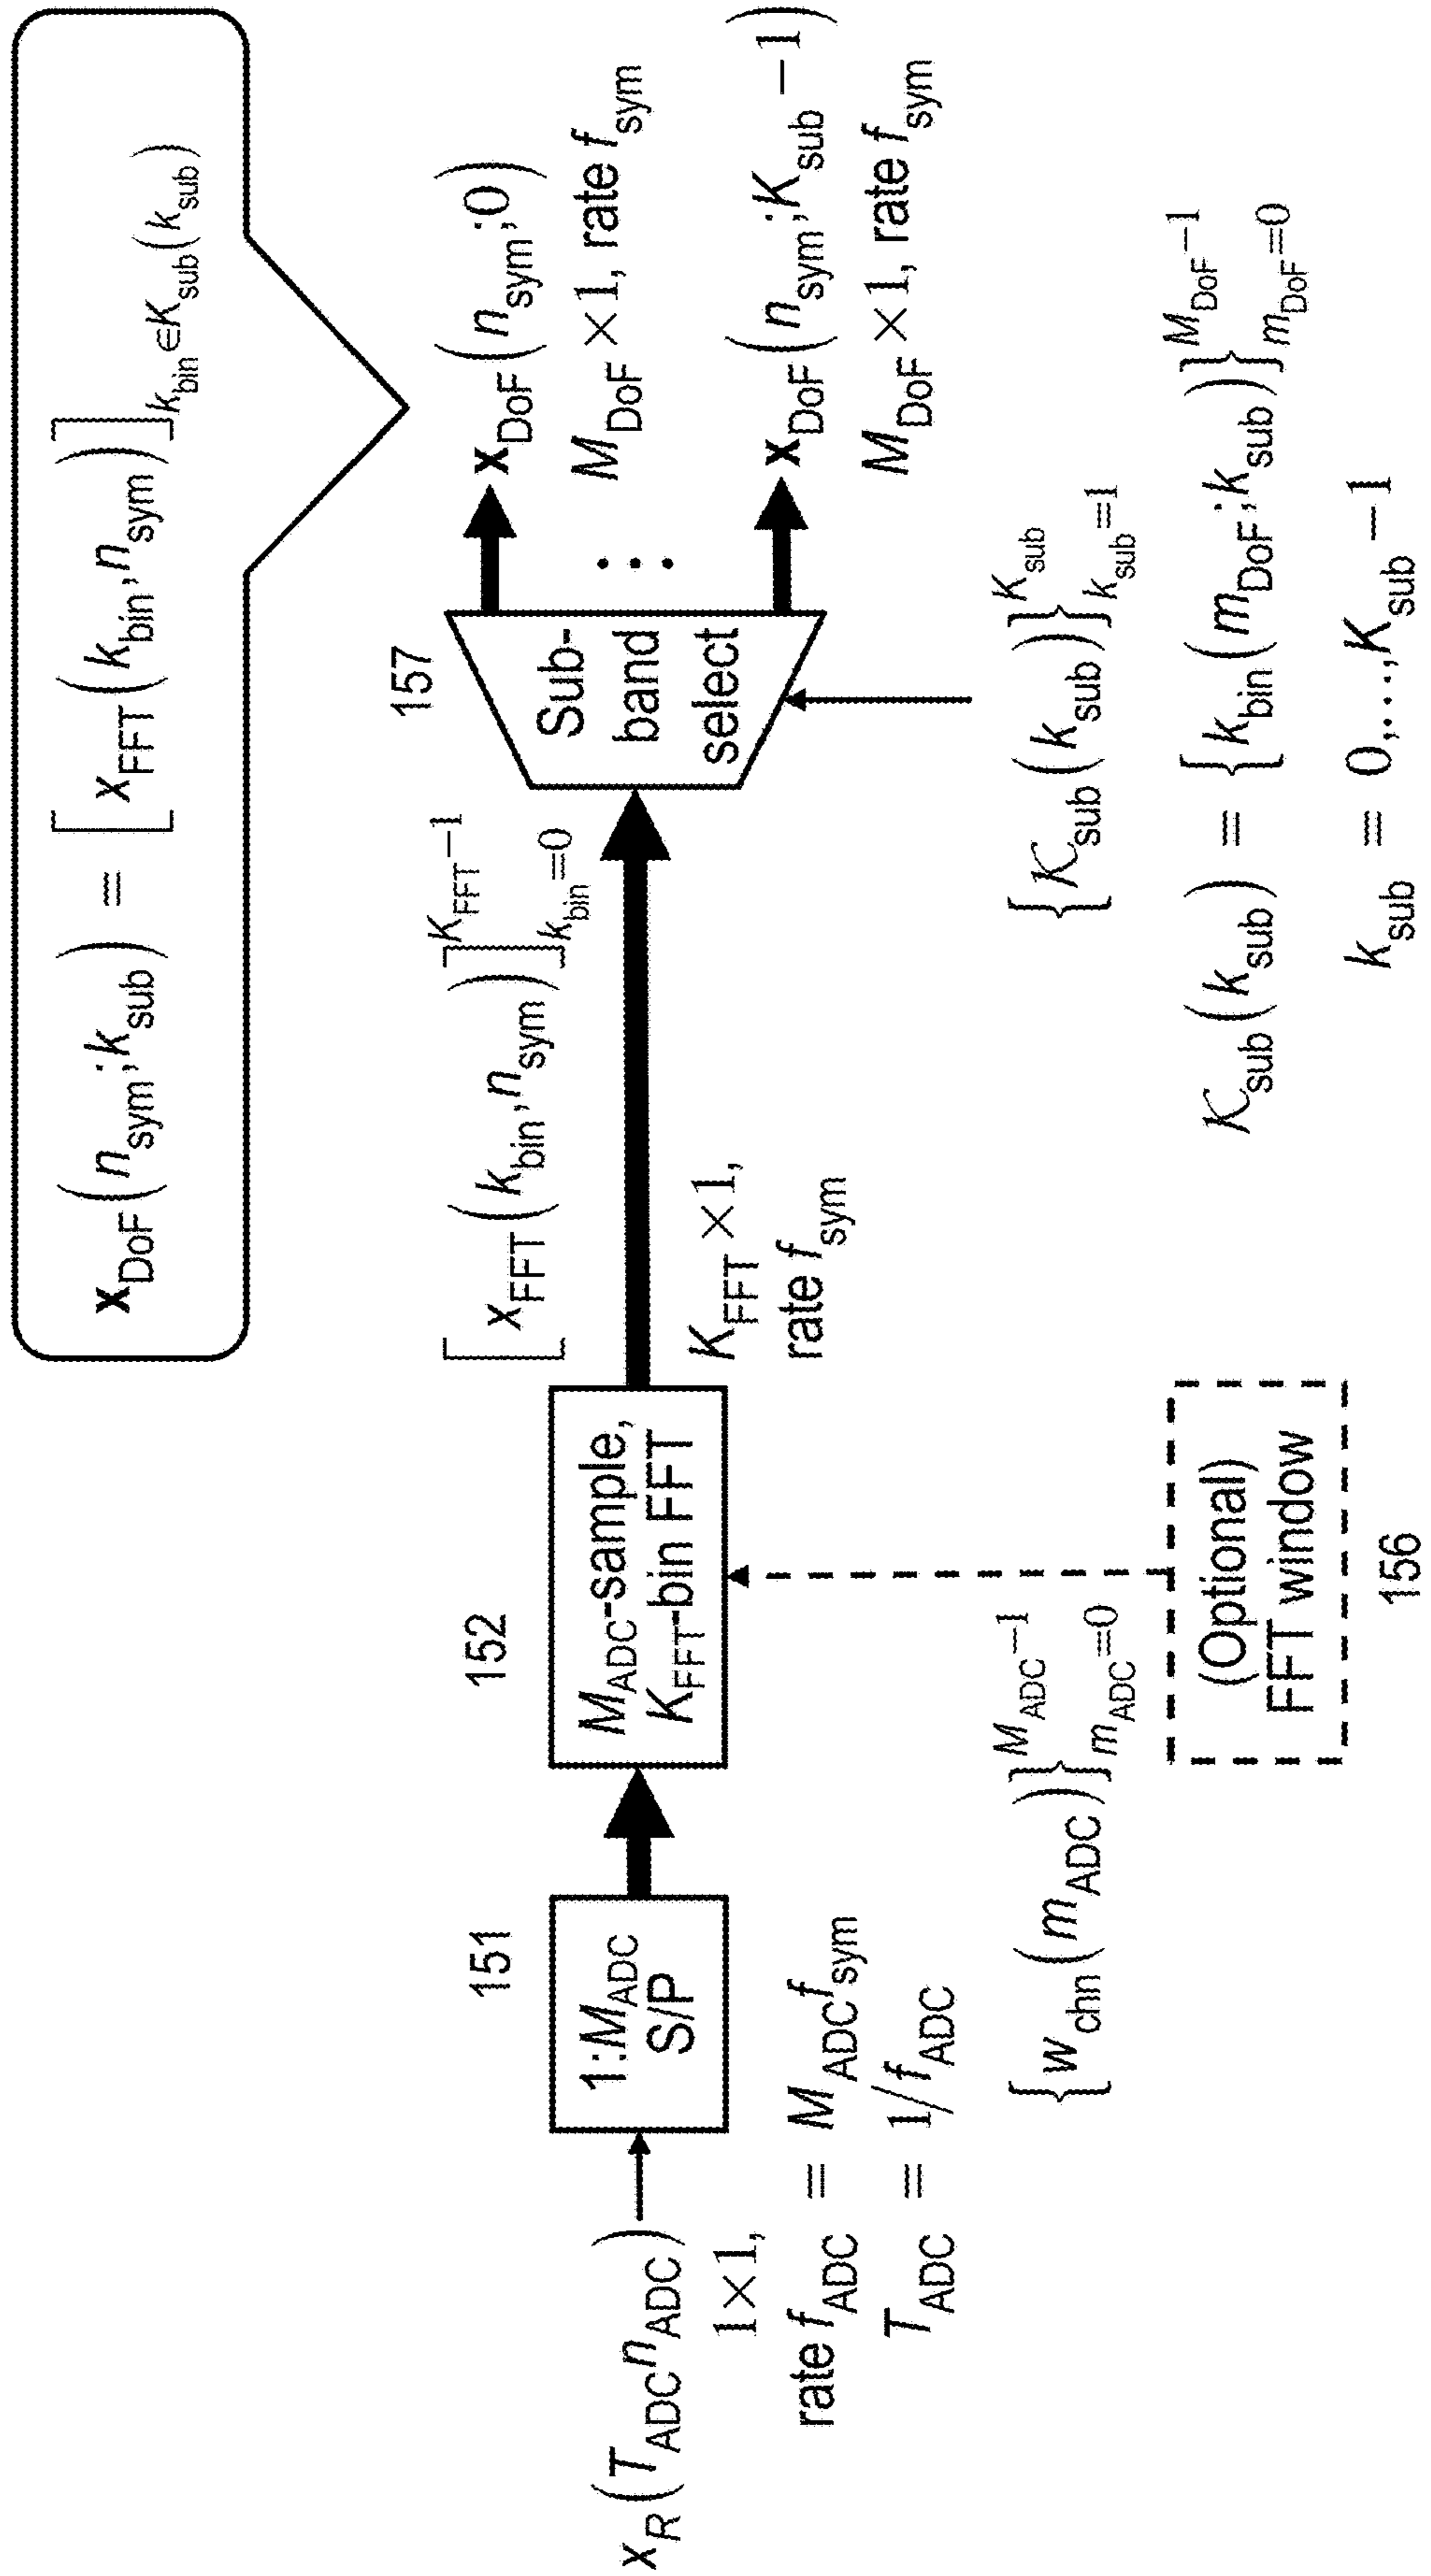 𝐱_DoF(n_sym;k_sub) = [x_FFT(k_bin,n_sym)]_{k_bin∈K_sub(k_sub)}
x_R(T_ADC n_ADC)
1×1,
rate f_ADC = M_ADC f_sym
T_ADC = 1/f_ADC
151
1:M_ADC
S/P
152
M_ADC-sample,
K_FFT-bin FFT
{w_chn(m_ADC)}_{m_ADC=0}^{M_ADC−1}
(Optional)
FFT window
156
[x_FFT(k_bin,n_sym)]_{k_bin=0}^{K_FFT−1}
K_FFT×1,
rate f_sym
157
Sub-
band
select
{𝒦_sub(k_sub)}_{k_sub=1}^{K_sub}
𝒦_sub(k_sub) = {k_bin(m_DoF;k_sub)}_{m_DoF=0}^{M_DoF−1}
k_sub = 0,...,K_sub−1
𝐱_DoF(n_sym;0)
M_DoF×1, rate f_sym
⋮
𝐱_DoF(n_sym;K_sub−1)
M_DoF×1, rate f_sym